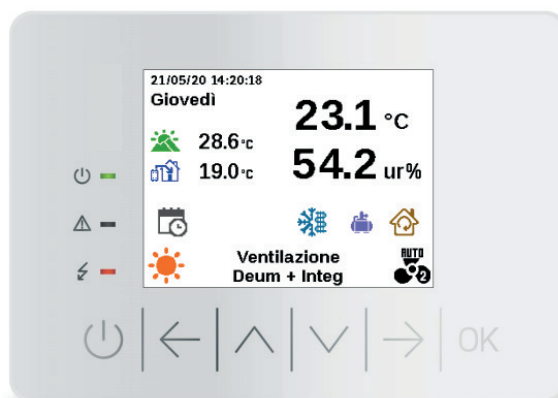 21/05/20 14:20:18
Giovedì
23.1 °C
28.6°C
54.2 ur%
19.0°C
AUTO
2
Ventilazione
Deum + Integ
OK